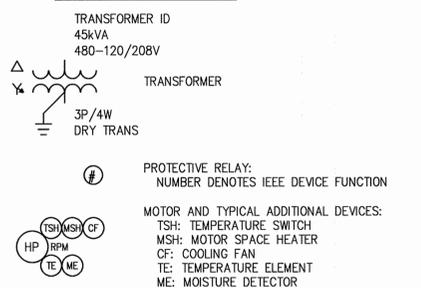 TRANSFORMER ID
45kVA
480-120/208V
TRANSFORMER
3P/4W
DRY TRANS
#
PROTECTIVE RELAY:
NUMBER DENOTES IEEE DEVICE FUNCTION
MOTOR AND TYPICAL ADDITIONAL DEVICES:
TSH MSH CF
TSH: TEMPERATURE SWITCH
MSH: MOTOR SPACE HEATER
HP RPM
CF: COOLING FAN
TE ME
TE: TEMPERATURE ELEMENT
ME: MOISTURE DETECTOR